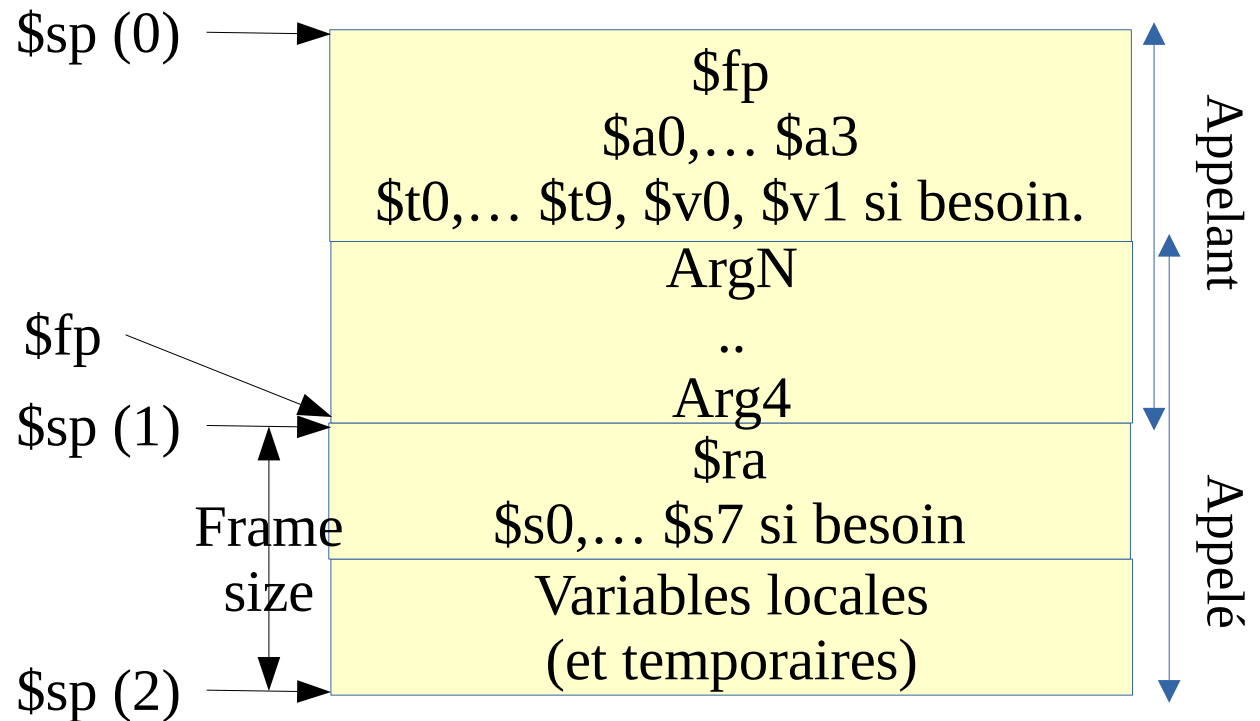 $sp (0)
$fp
$a0,… $a3
$t0,… $t9, $v0, $v1 si besoin.
Appelant
ArgN
..
Arg4
$fp
$sp (1)
$ra
$s0,… $s7 si besoin
Frame
size
Variables locales
(et temporaires)
Appelé
$sp (2)